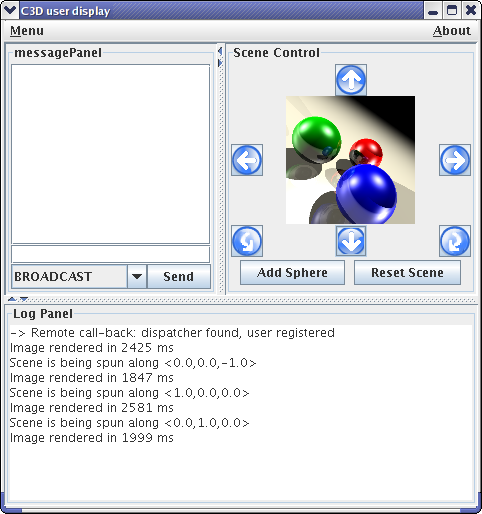 C3D user display
Menu About
messagePanel
Scene Control
BROADCAST Send
Add Sphere Reset Scene
Log Panel
-> Remote call-back: dispatcher found, user registered
Image rendered in 2425 ms
Scene is being spun along <0.0,0.0,-1.0>
Image rendered in 1847 ms
Scene is being spun along <1.0,0.0,0.0>
Image rendered in 2581 ms
Scene is being spun along <0.0,1.0,0.0>
Image rendered in 1999 ms